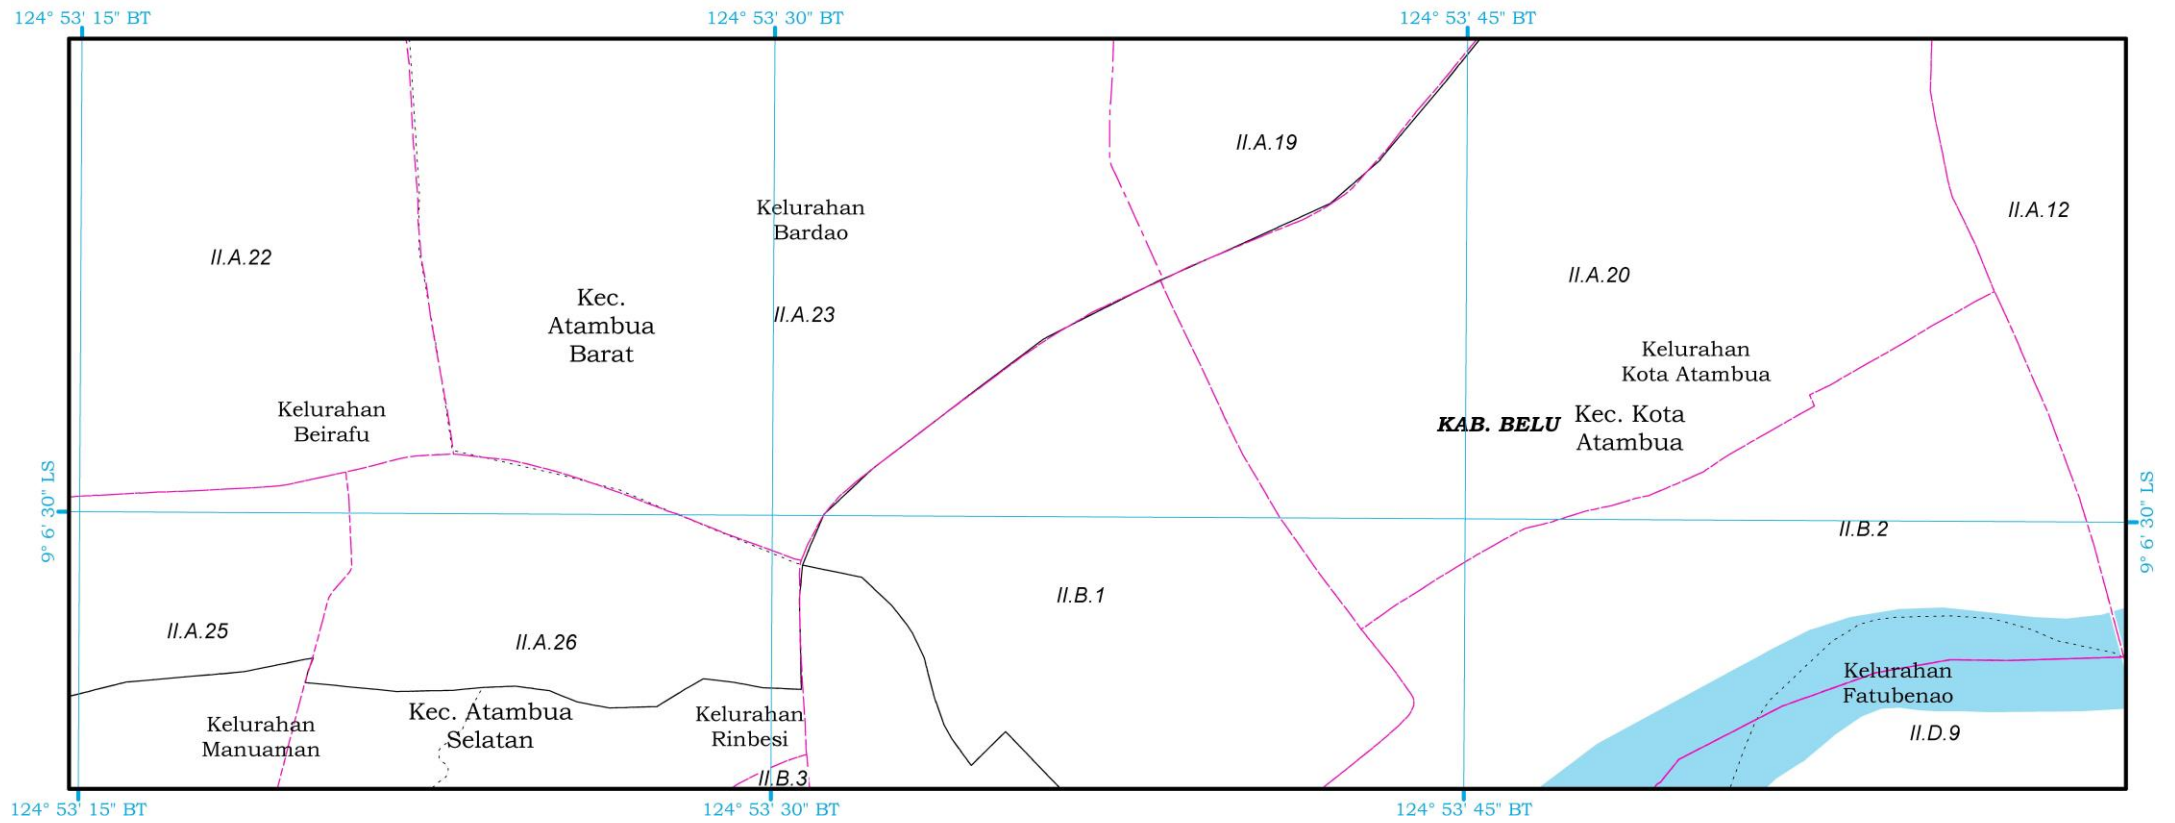 124° 53' 15" BT
124° 53' 30" BT
124° 53' 45" BT
II.A.19
Kelurahan
Bardao
II.A.12
II.A.22
II.A.20
Kec.
Atambua
Barat
II.A.23
Kelurahan
Kota Atambua
Kelurahan
Beirafu
KAB. BELU
Kec. Kota
Atambua
9° 6' 30" LS
9° 6' 30" LS
II.B.2
II.B.1
II.A.25
II.A.26
Kelurahan
Fatubenao
Kelurahan
Manuaman
Kec. Atambua
Selatan
Kelurahan
Rinbesi
II.D.9
II.B.3
124° 53' 15" BT
124° 53' 30" BT
124° 53' 45" BT